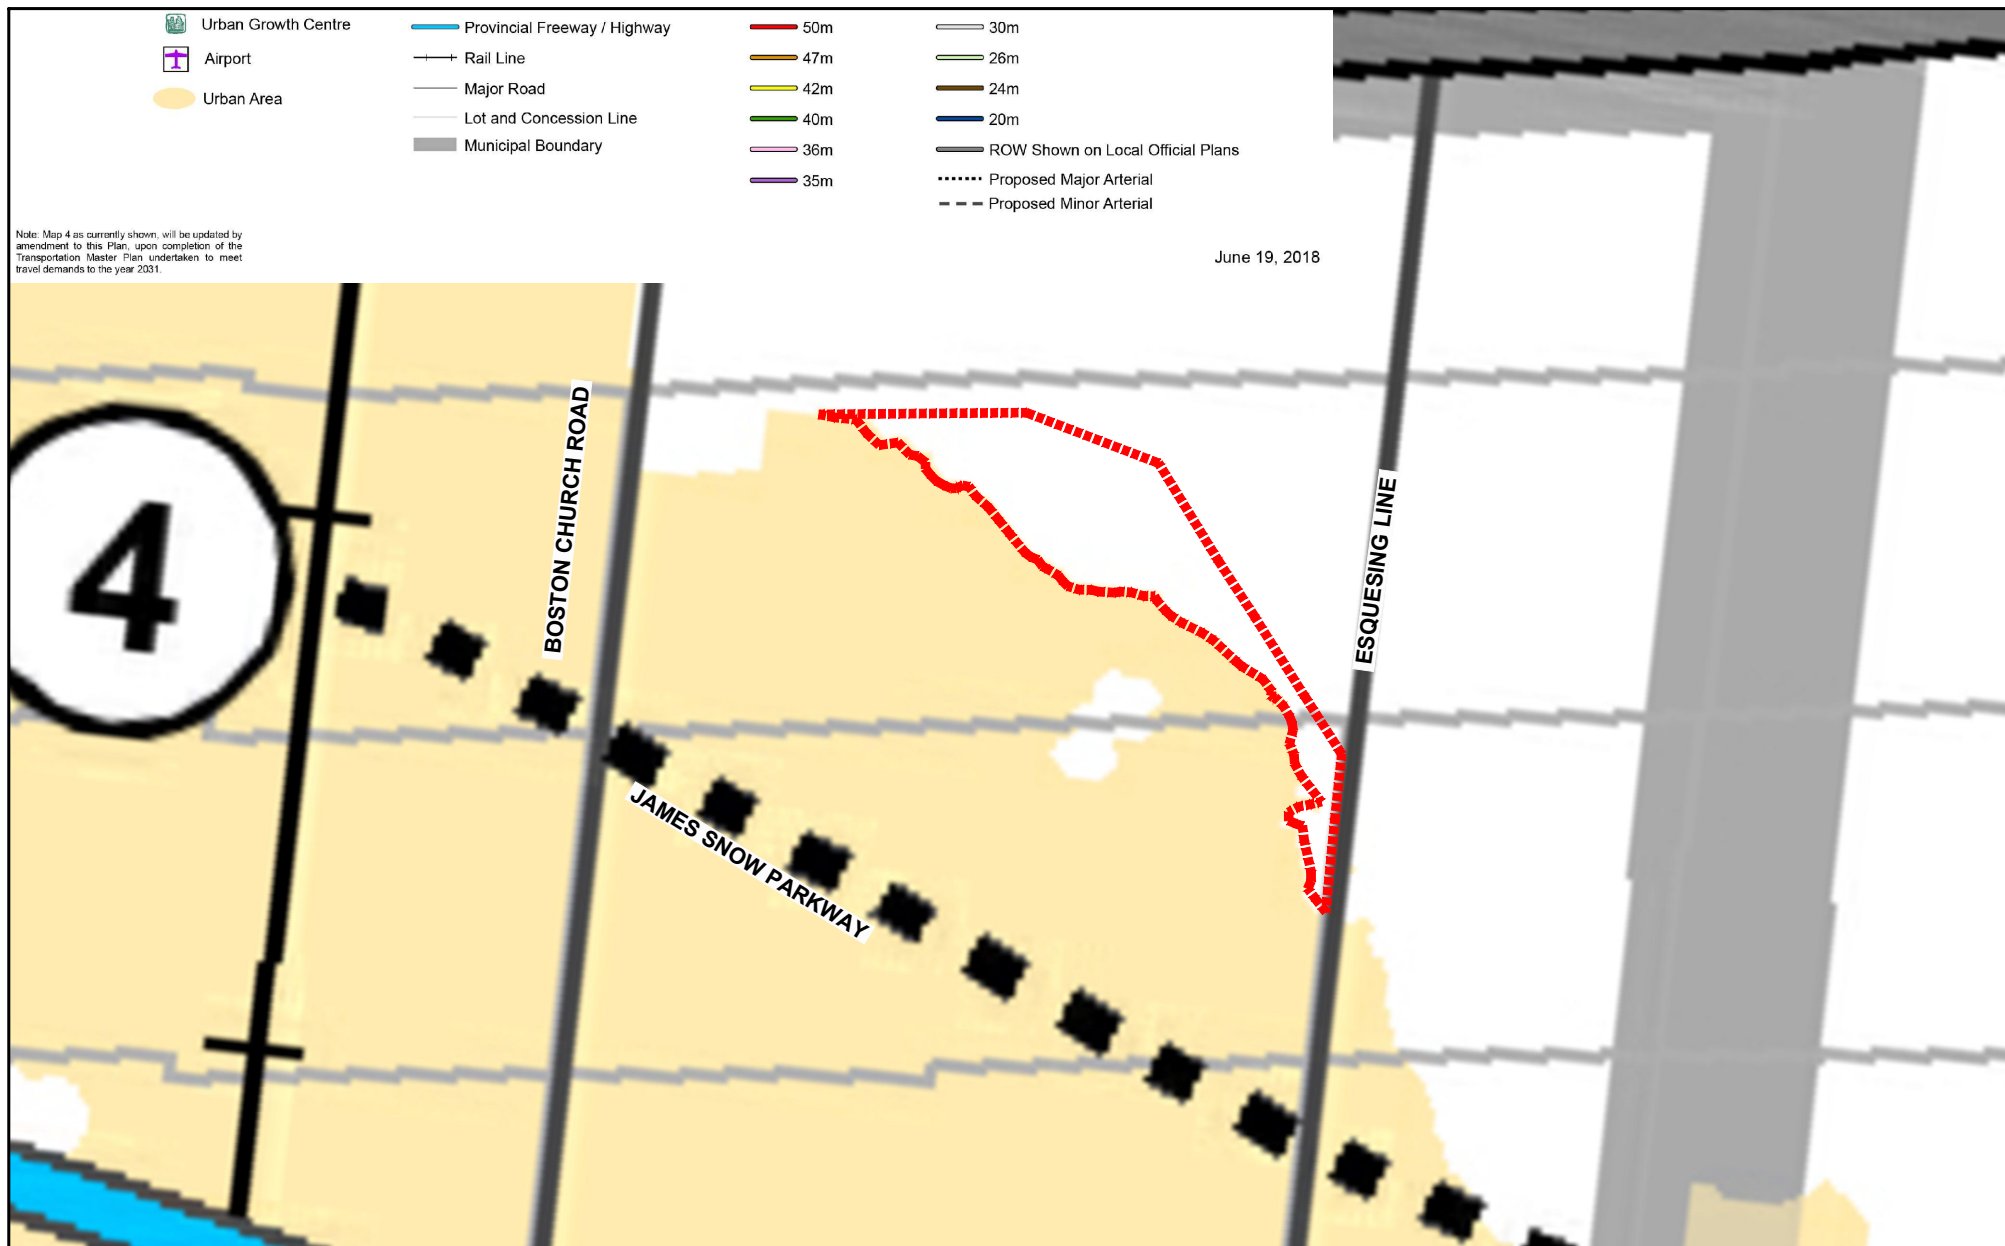 Urban Growth Centre
Airport
Urban Area
Provincial Freeway / Highway
Rail Line
Major Road
Lot and Concession Line
Municipal Boundary
50m
47m
42m
40m
36m
35m
30m
26m
24m
20m
ROW Shown on Local Official Plans
Proposed Major Arterial
Proposed Minor Arterial
Note: Map 4 as currently shown, will be updated by
amendment to this Plan, upon completion of the
Transportation Master Plan undertaken to meet
travel demands to the year 2031.
June 19, 2018
4
BOSTON CHURCH ROAD
ESQUESING LINE
JAMES SNOW PARKWAY